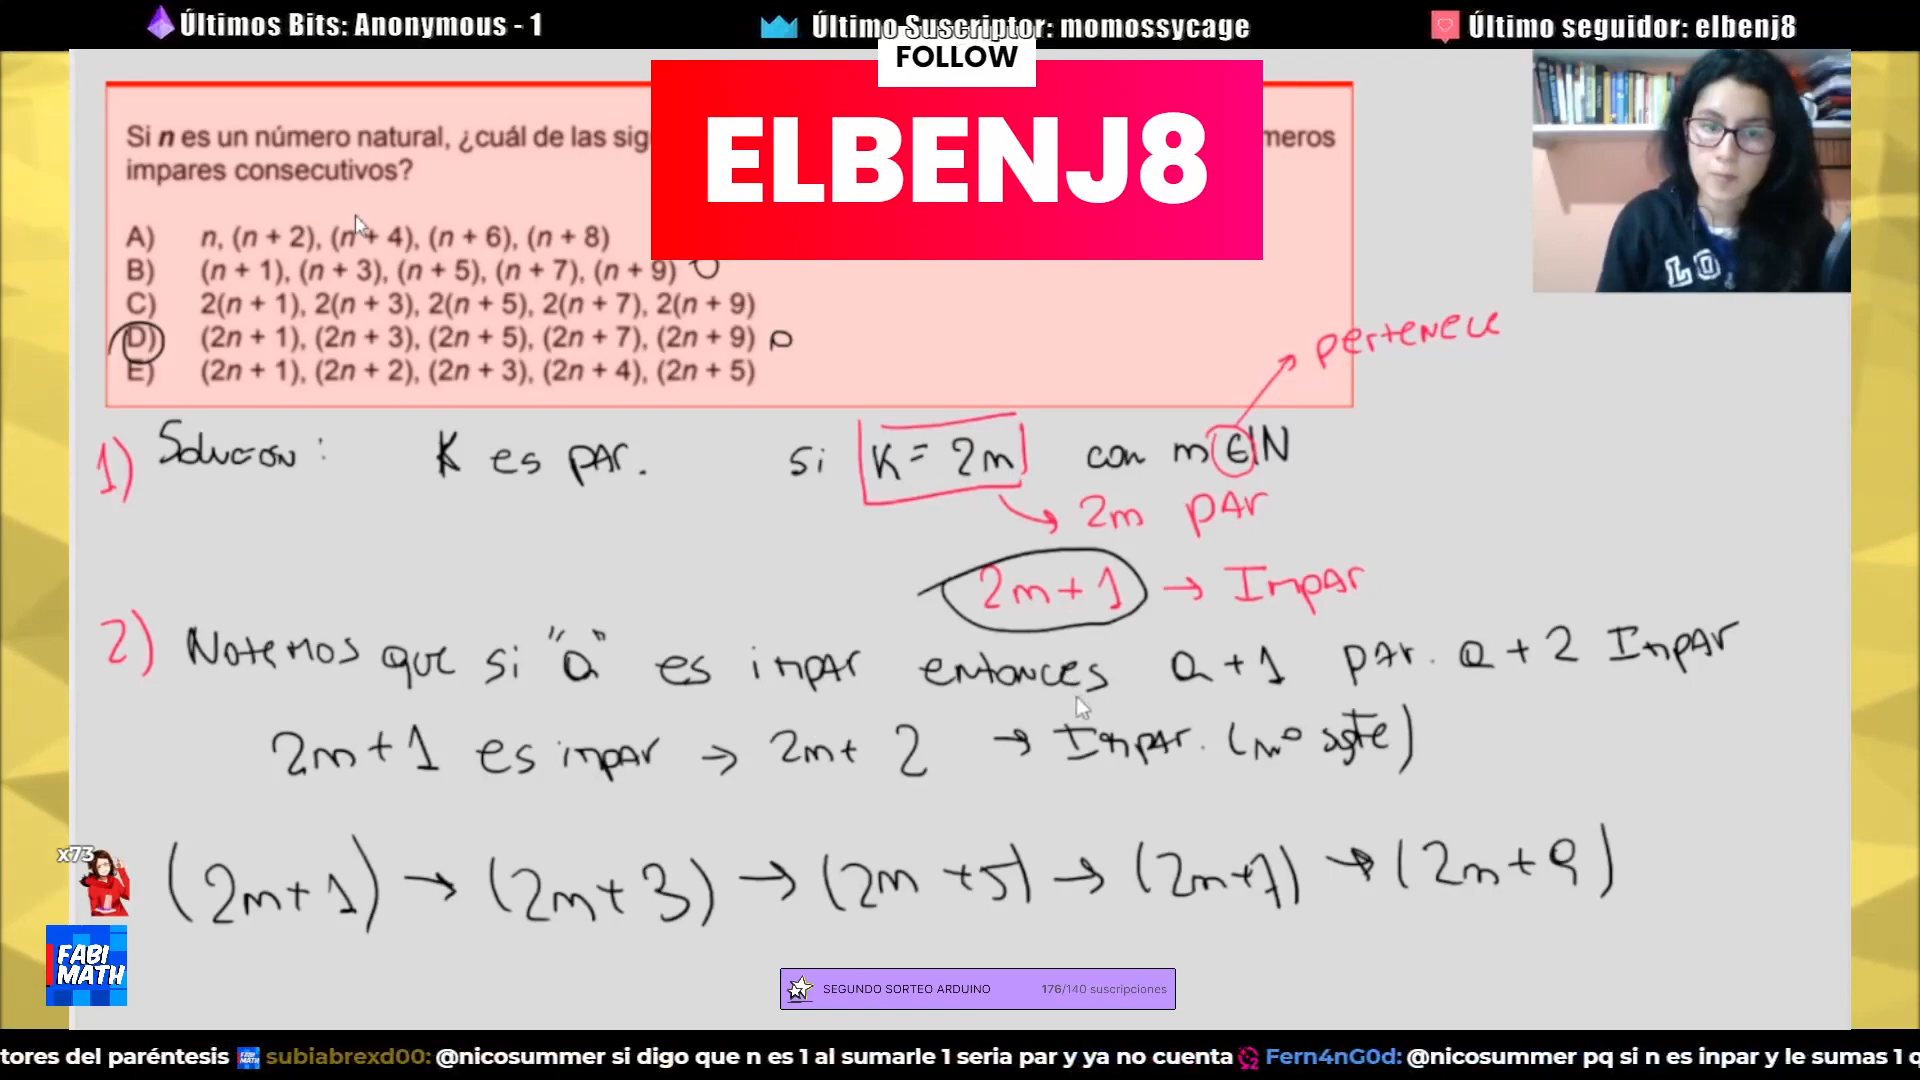 Últimos Bits: Anonymous - 1
Último Suscriptor: momossycage
Último seguidor: elbenj8
FOLLOW
ELBENJ8
Si n es un número natural, ¿cuál de las sig meros
impares consecutivos?
A) n, (n + 2), (n + 4), (n + 6), (n + 8)
B) (n + 1), (n + 3), (n + 5), (n + 7), (n + 9)
C) 2(n + 1), 2(n + 3), 2(n + 5), 2(n + 7), 2(n + 9)
D) (2n + 1), (2n + 3), (2n + 5), (2n + 7), (2n + 9)
E) (2n + 1), (2n + 2), (2n + 3), (2n + 4), (2n + 5)
pertenece
1) Solucion: K es PAR. si K = 2m con m ∈ IN
2m PAr
2m+1 → Impar
2) Notemos que si "a" es impar entonces a+1 par. a+2 Impar
2m+1 es impar → 2m+ 2 → Impar. (nº sgte)
(2m+1) → (2m+3) → (2m+5) → (2m+7) → (2m+9)
x73
FABI
MATH
SEGUNDO SORTEO ARDUINO 176/140 suscripciones
LO
tores del paréntesis subiabrexd00: @nicosummer si digo que n es 1 al sumarle 1 seria par y ya no cuenta Fern4nG0d: @nicosummer pq si n es inpar y le sumas 1 o